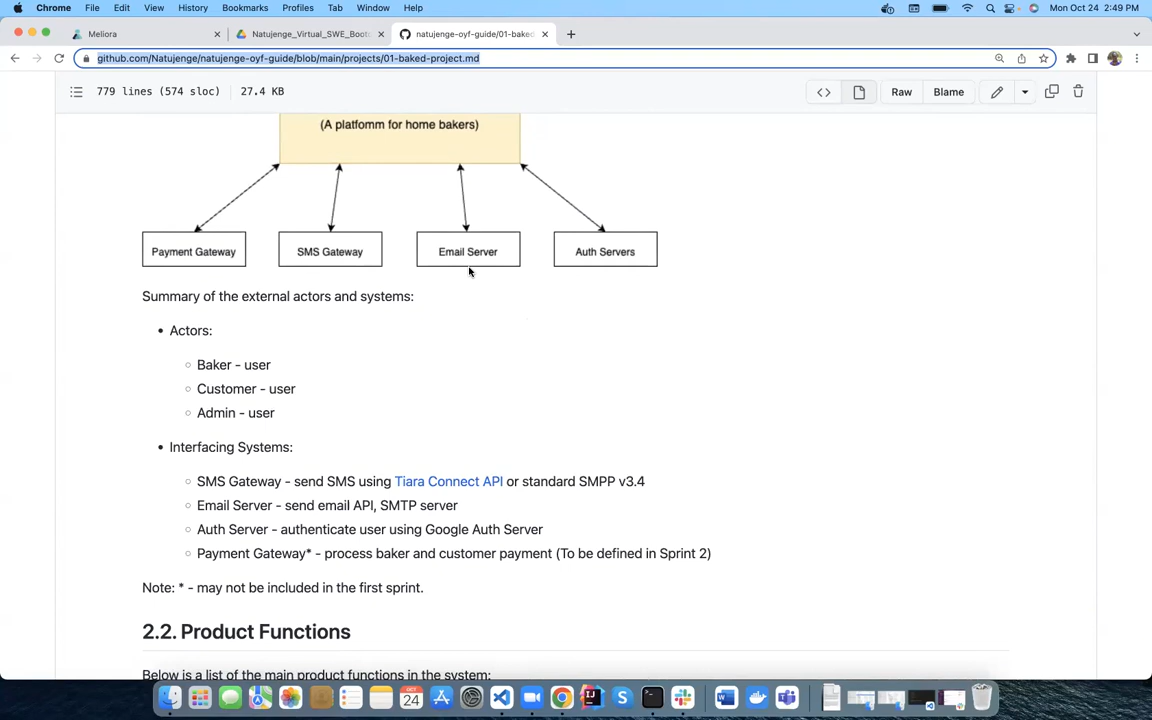 Chrome File Edit View History Bookmarks Profiles Tab Window Help Mon Oct 24 2:49 PM
Meliora
Natujenge_Virtual_SWE_Bootc
natujenge-oyf-guide/01-baked-
github.com/Natujenge/natujenge-oyf-guide/blob/main/projects/01-baked-project.md
779 lines (574 sloc) 27.4 KB
Raw Blame
(A platfomm for home bakers)
Payment Gateway SMS Gateway Email Server Auth Servers
Summary of the external actors and systems:
• Actors:
○ Baker - user
○ Customer - user
○ Admin - user
• Interfacing Systems:
○ SMS Gateway - send SMS using Tiara Connect API or standard SMPP v3.4
○ Email Server - send email API, SMTP server
○ Auth Server - authenticate user using Google Auth Server
○ Payment Gateway* - process baker and customer payment (To be defined in Sprint 2)
Note: * - may not be included in the first sprint.
2.2. Product Functions
Below is a list of the main product functions in the system:
OCT
24